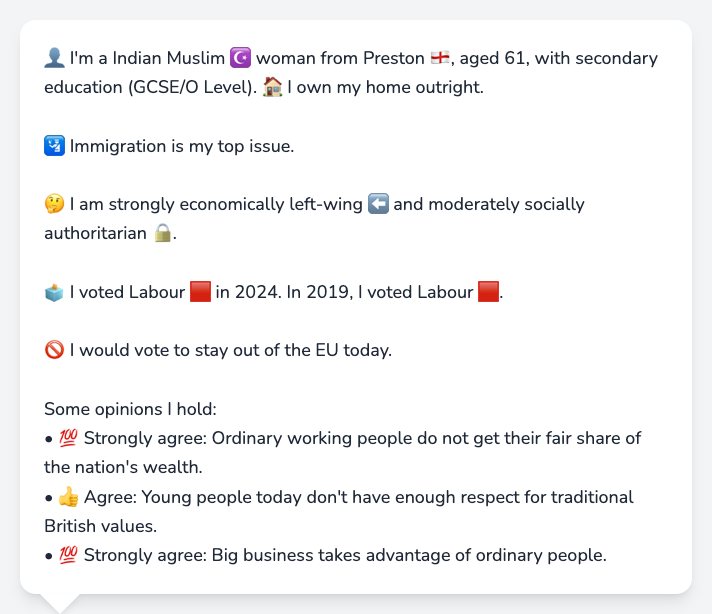 👤 I'm a Indian Muslim ☪️ woman from Preston 🏴󠁧󠁢󠁥󠁮󠁧󠁿, aged 61, with secondary
education (GCSE/O Level). 🏠 I own my home outright.
🛂 Immigration is my top issue.
🤔 I am strongly economically left-wing ⬅️ and moderately socially
authoritarian 🔒.
🗳️ I voted Labour 🟥 in 2024. In 2019, I voted Labour 🟥.
🚫 I would vote to stay out of the EU today.
Some opinions I hold:
• 💯 Strongly agree: Ordinary working people do not get their fair share of
the nation's wealth.
• 👍 Agree: Young people today don't have enough respect for traditional
British values.
• 💯 Strongly agree: Big business takes advantage of ordinary people.